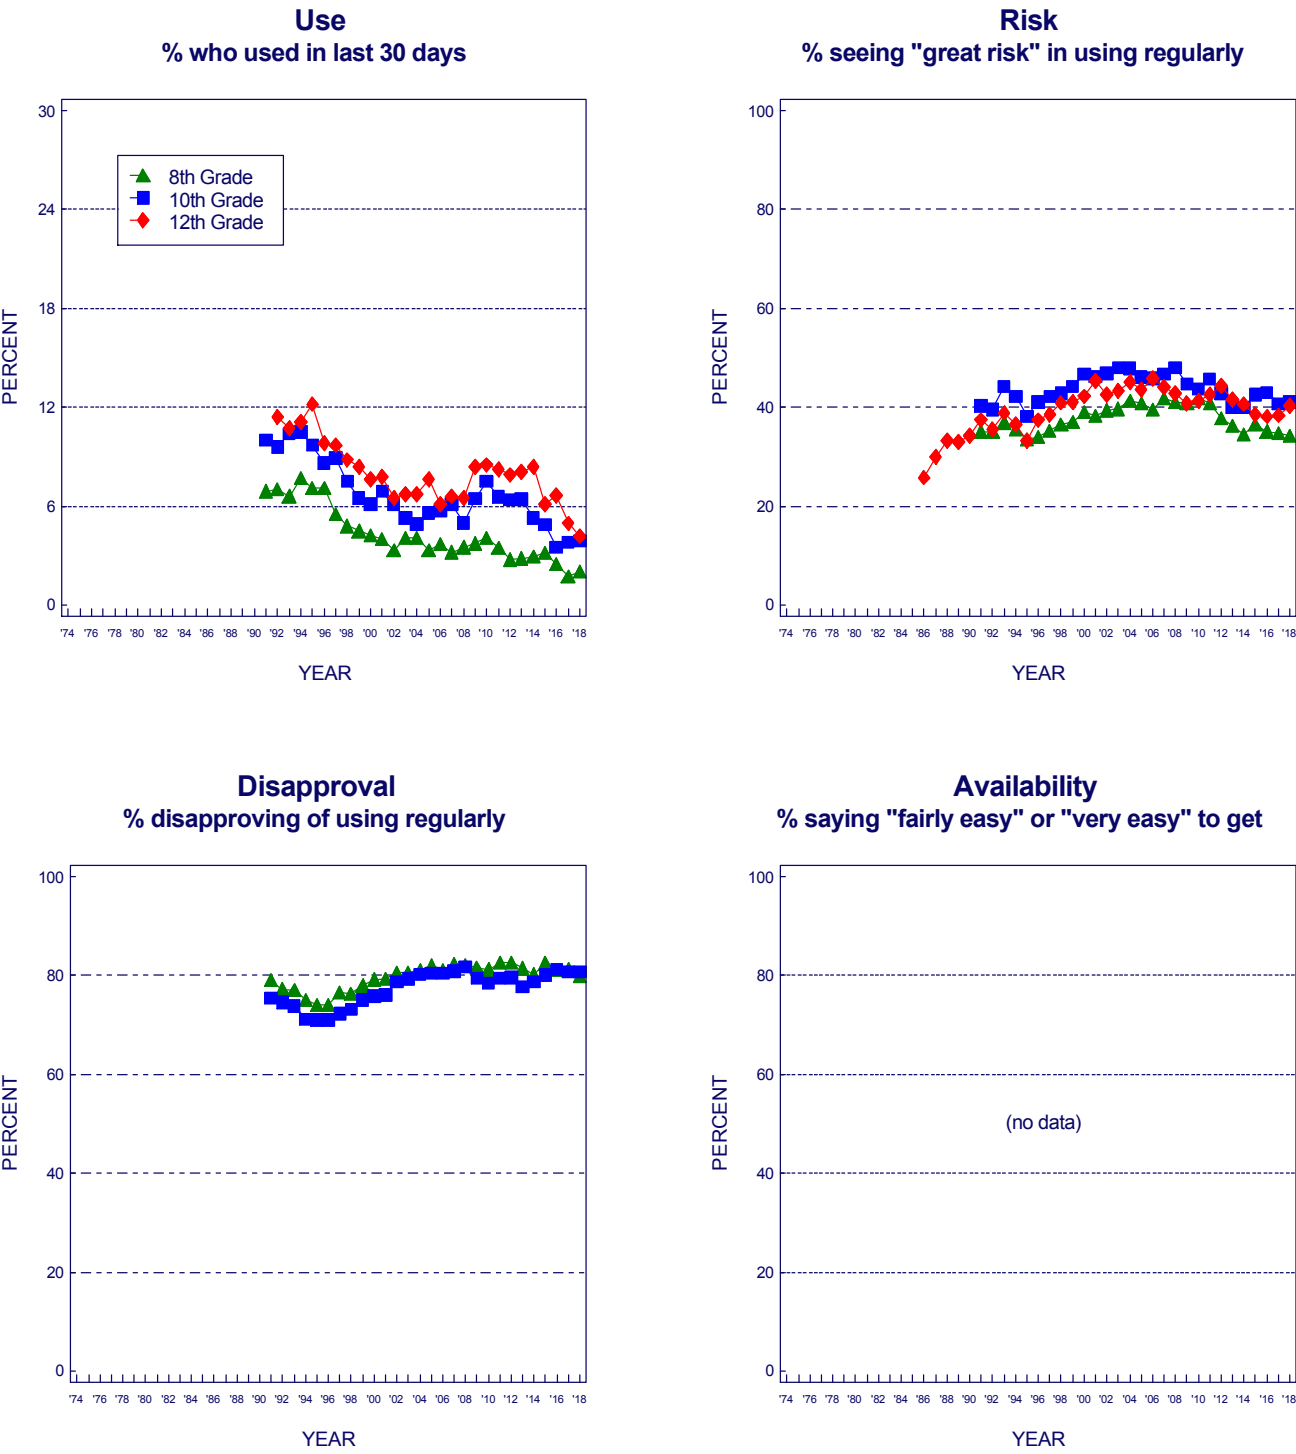 Use
% who used in last 30 days
30
24
18
12
6
0
PERCENT
8th Grade
10th Grade
12th Grade
'74 '76 '78 '80 '82 '84 '86 '88 '90 '92 '94 '96 '98 '00 '02 '04 '06 '08 '10 '12 '14 '16 '18
YEAR
Risk
% seeing "great risk" in using regularly
100
80
60
40
20
0
PERCENT
'74 '76 '78 '80 '82 '84 '86 '88 '90 '92 '94 '96 '98 '00 '02 '04 '06 '08 '10 '12 '14 '16 '18
YEAR
Disapproval
% disapproving of using regularly
100
80
60
40
20
0
PERCENT
'74 '76 '78 '80 '82 '84 '86 '88 '90 '92 '94 '96 '98 '00 '02 '04 '06 '08 '10 '12 '14 '16 '18
YEAR
Availability
% saying "fairly easy" or "very easy" to get
100
80
60
40
20
0
PERCENT
(no data)
'74 '76 '78 '80 '82 '84 '86 '88 '90 '92 '94 '96 '98 '00 '02 '04 '06 '08 '10 '12 '14 '16 '18
YEAR